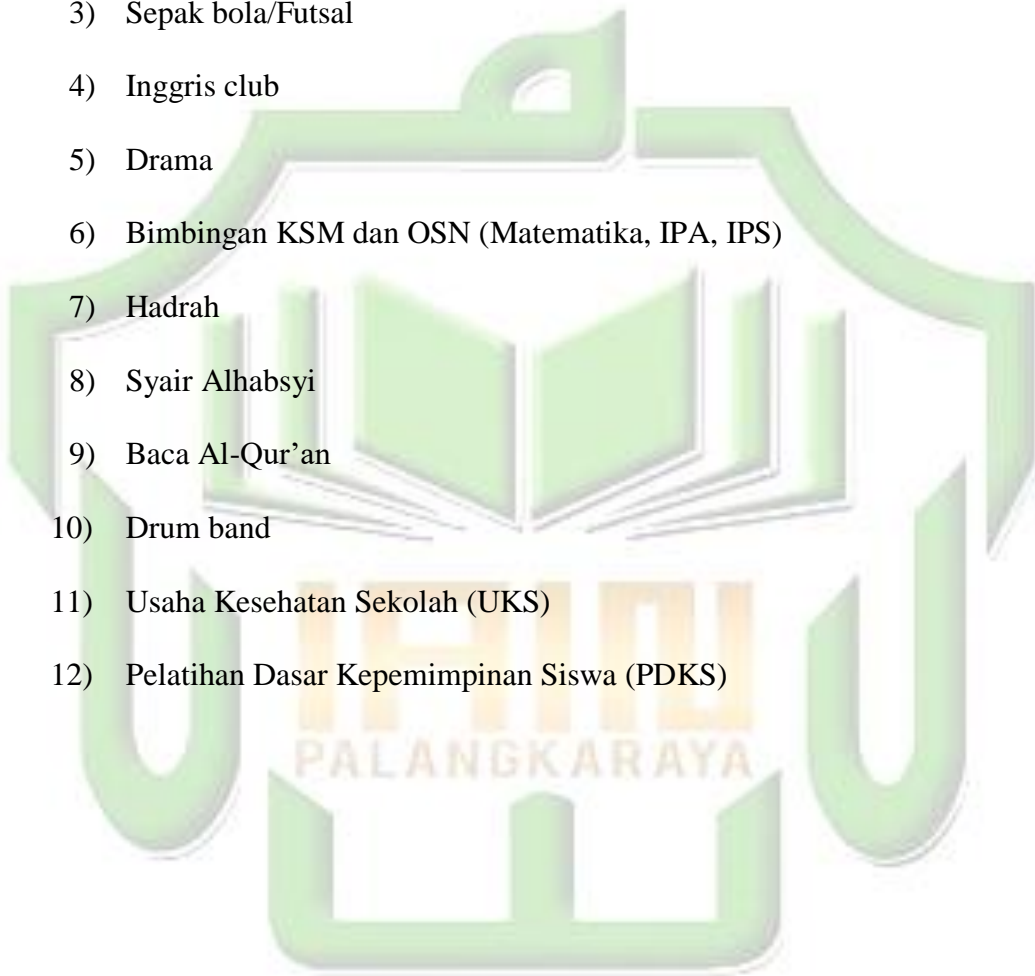 3) Sepak bola/Futsal
4) Inggris club
5) Drama
6) Bimbingan KSM dan OSN (Matematika, IPA, IPS)
7) Hadrah
8) Syair Alhabsyi
9) Baca Al-Qur’an
10) Drum band
11) Usaha Kesehatan Sekolah (UKS)
12) Pelatihan Dasar Kepemimpinan Siswa (PDKS)
IAIN
PALANGKARAYA